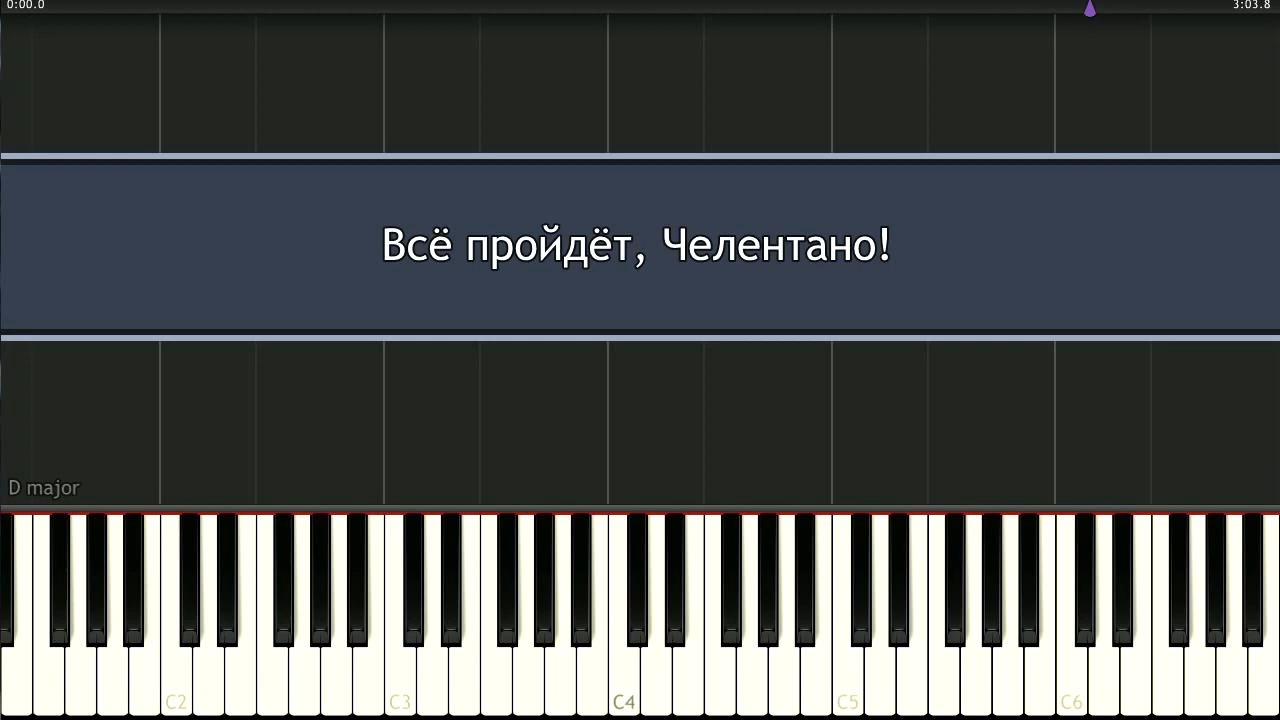 0:00.0
3:03.8
Всё пройдёт, Челентано!
D major
C2
C3
C4
C5
C6